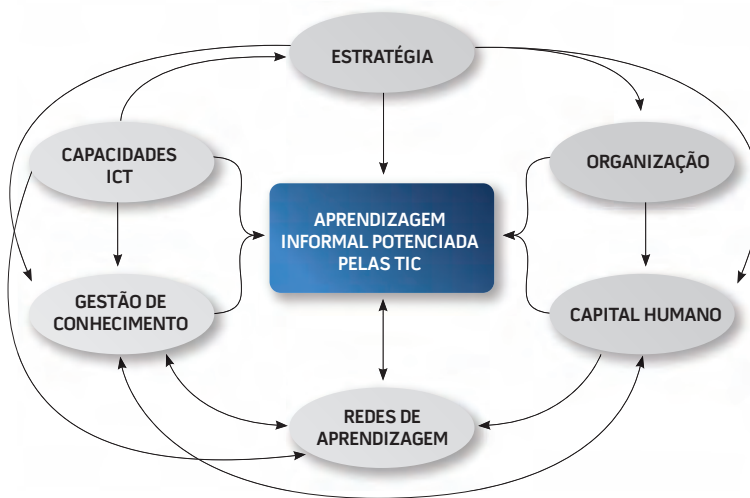 ESTRATÉGIA
CAPACIDADES
ICT
ORGANIZAÇÃO
APRENDIZAGEM
INFORMAL POTENCIADA
PELAS TIC
GESTÃO DE
CONHECIMENTO
CAPITAL HUMANO
REDES DE
APRENDIZAGEM